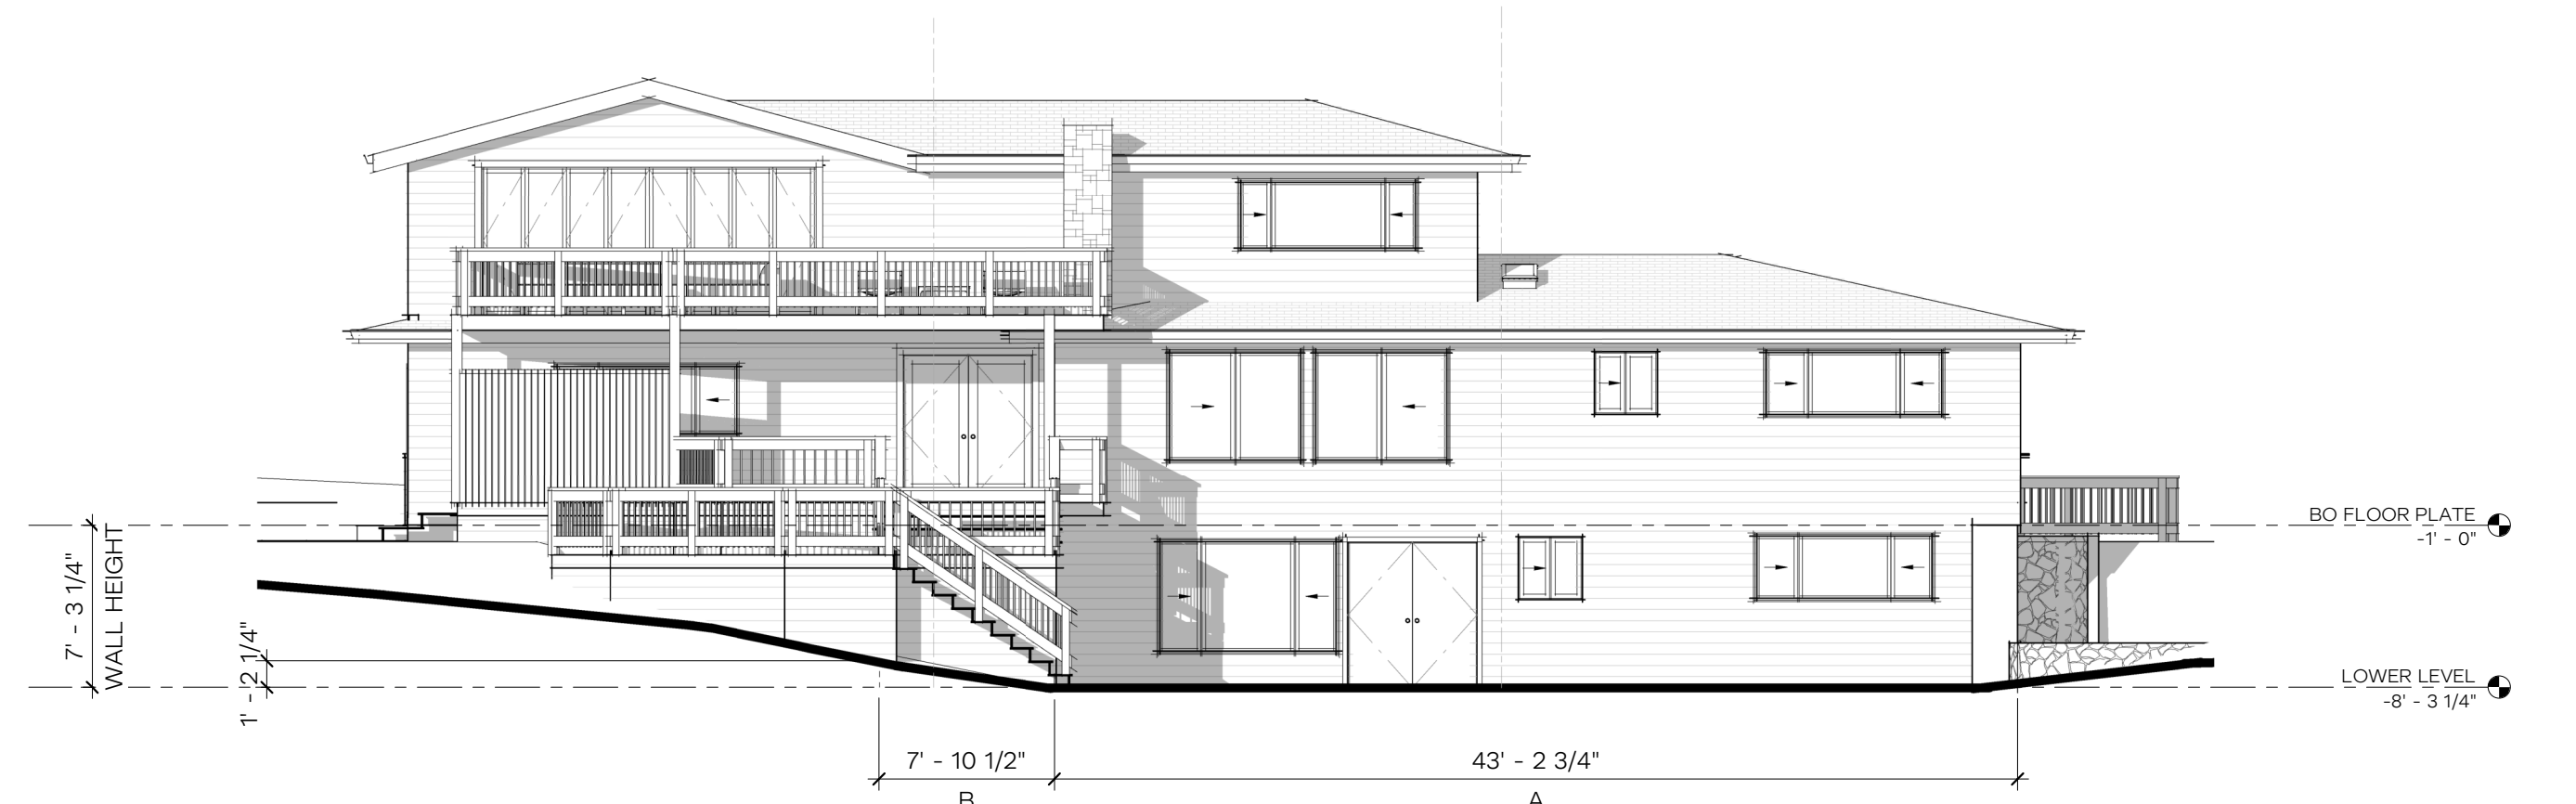 BO FLOOR PLATE
-1' - 0"
7' - 3 1/4"
WALL HEIGHT
1' - 2 1/4"
LOWER LEVEL
-8' - 3 1/4"
7' - 10 1/2"
43' - 2 3/4"
B
A